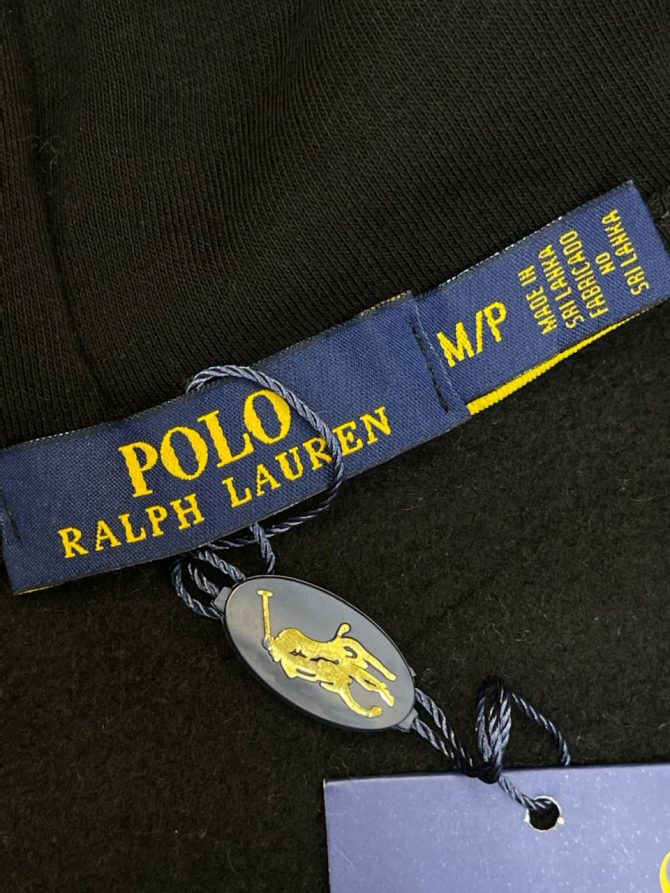 POLO
RALPH LAUREN
M/P
MADE IN
SRI LANKA
FABRICADO
NO
SRI LANKA